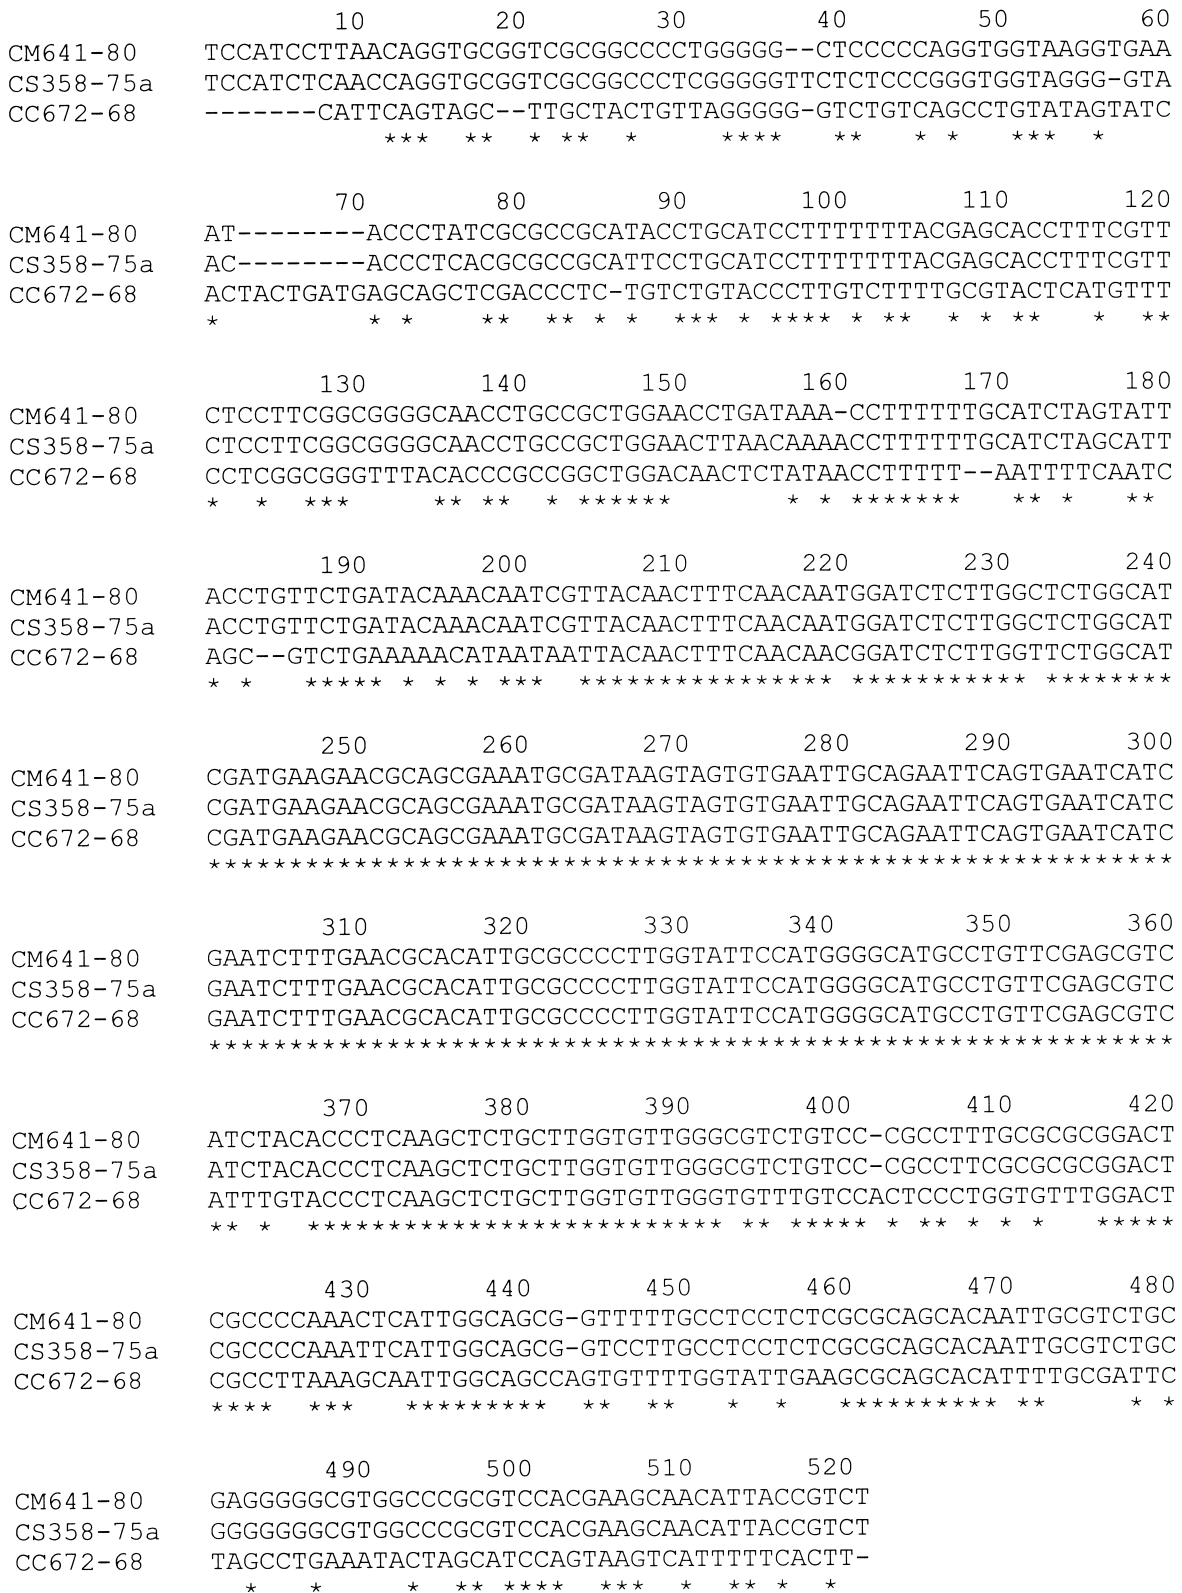 10 20 30 40 50 60
CM641-80 TCCATCCTTAACAGGTGCGGTCGCGGCCCCTGGGGG--CTCCCCCAGGTGGTAAGGTGAA
CS358-75a TCCATCTCAACCAGGTGCGGTCGCGGCCCTCGGGGGTTCTCTCCCGGGTGGTAGGG-GTA
CC672-68 -------CATTCAGTAGC--TTGCTACTGTTAGGGGG-GTCTGTCAGCCTGTATAGTATC
*** ** * ** * **** ** * * *** *
70 80 90 100 110 120
CM641-80 AT--------ACCCTATCGCGCCGCATACCTGCATCCTTTTTTTACGAGCACCTTTCGTT
CS358-75a AC--------ACCCTCACGCGCCGCATTCCTGCATCCTTTTTTTACGAGCACCTTTCGTT
CC672-68 ACTACTGATGAGCAGCTCGACCCTC-TGTCTGTACCCTTGTCTTTTGCGTACTCATGTTT
* * * ** ** * * *** * **** * ** * * ** * **
130 140 150 160 170 180
CM641-80 CTCCTTCGGCGGGGCAACCTGCCGCTGGAACCTGATAAA-CCTTTTTTGCATCTAGTATT
CS358-75a CTCCTTCGGCGGGGCAACCTGCCGCTGGAACTTAACAAAACCTTTTTTGCATCTAGCATT
CC672-68 CCTCGGCGGGTTTACACCCGCCGGCTGGACAACTCTATAACCTTTTT--AATTTTCAATC
* * *** ** ** * ****** * * ******* ** * **
190 200 210 220 230 240
CM641-80 ACCTGTTCTGATACAAACAATCGTTACAACTTTCAACAATGGATCTCTTGGCTCTGGCAT
CS358-75a ACCTGTTCTGATACAAACAATCGTTACAACTTTCAACAATGGATCTCTTGGCTCTGGCAT
CC672-68 AGC--GTCTGAAAAACATAATAATTACAACTTTCAACAACGGATCTCTTGGTTCTGGCAT
* * ***** * * * *** **************** *********** ********
250 260 270 280 290 300
CM641-80 CGATGAAGAACGCAGCGAAATGCGATAAGTAGTGTGAATTGCAGAATTCAGTGAATCATC
CS358-75a CGATGAAGAACGCAGCGAAATGCGATAAGTAGTGTGAATTGCAGAATTCAGTGAATCATC
CC672-68 CGATGAAGAACGCAGCGAAATGCGATAAGTAGTGTGAATTGCAGAATTCAGTGAATCATC
************************************************************
310 320 330 340 350 360
CM641-80 GAATCTTTGAACGCACATTGCGCCCCTTGGTATTCCATGGGGCATGCCTGTTCGAGCGTC
CS358-75a GAATCTTTGAACGCACATTGCGCCCCTTGGTATTCCATGGGGCATGCCTGTTCGAGCGTC
CC672-68 GAATCTTTGAACGCACATTGCGCCCCTTGGTATTCCATGGGGCATGCCTGTTCGAGCGTC
************************************************************
370 380 390 400 410 420
CM641-80 ATCTACACCCTCAAGCTCTGCTTGGTGTTGGGCGTCTGTCC-CGCCTTTGCGCGCGGACT
CS358-75a ATCTACACCCTCAAGCTCTGCTTGGTGTTGGGCGTCTGTCC-CGCCTTCGCGCGCGGACT
CC672-68 ATTTGTACCCTCAAGCTCTGCTTGGTGTTGGGTGTTTGTCCACTCCCTGGTGTTTGGACT
** * ************************** ** ***** * ** * * * *****
430 440 450 460 470 480
CM641-80 CGCCCCAAACTCATTGGCAGCG-GTTTTTGCCTCCTCTCGCGCAGCACAATTGCGTCTGC
CS358-75a CGCCCCAAATTCATTGGCAGCG-GTCCTTGCCTCCTCTCGCGCAGCACAATTGCGTCTGC
CC672-68 CGCCTTAAAGCAATTGGCAGCCAGTGTTTTGGTATTGAAGCGCAGCACATTTTGCGATTC
**** *** ********* ** ** * * ********** ** * *
490 500 510 520
CM641-80 GAGGGGGCGTGGCCCGCGTCCACGAAGCAACATTACCGTCT
CS358-75a GGGGGGGCGTGGCCCGCGTCCACGAAGCAACATTACCGTCT
CC672-68 TAGCCTGAAATACTAGCATCCAGTAAGTCATTTTTCACTT-
* * * ** **** *** * ** * *